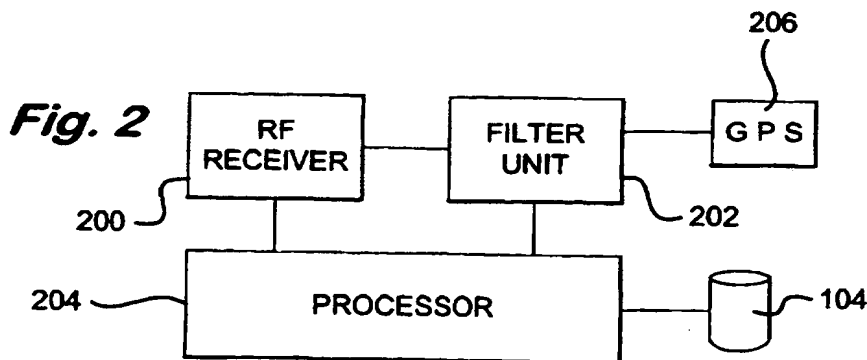 206
Fig. 2
RF
RECEIVER
FILTER
UNIT
G P S
200
202
204
PROCESSOR
104